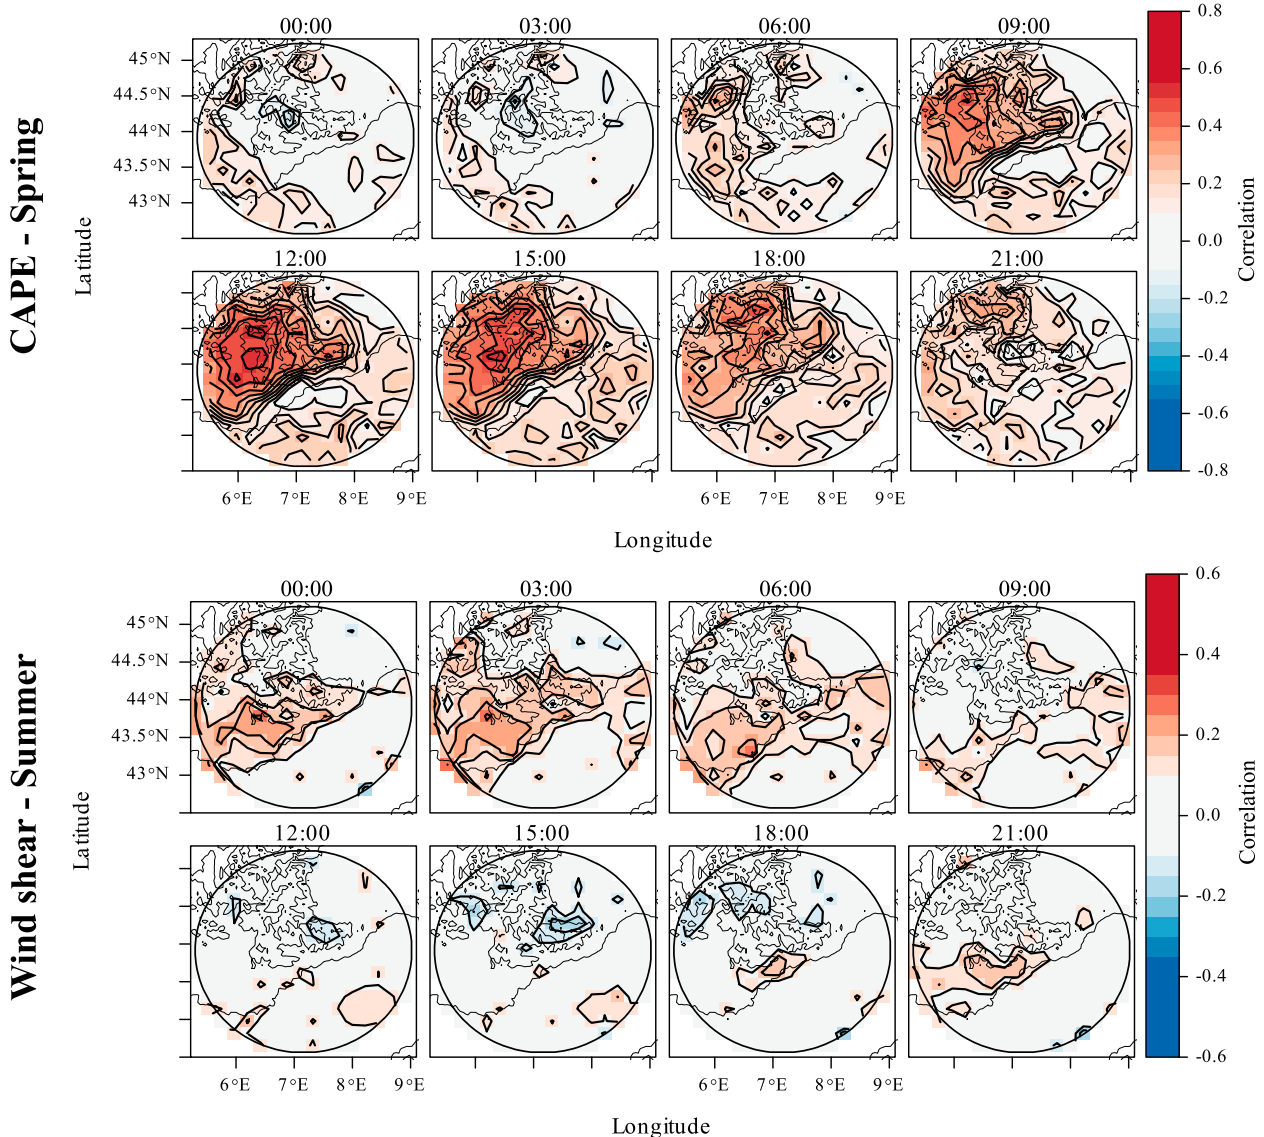 CAPE - Spring
Latitude
00:00 03:00 06:00 09:00
45°N
44.5°N
44°N
43.5°N
43°N
12:00 15:00 18:00 21:00
6°E 7°E 8°E 9°E 6°E 7°E 8°E 9°E
Longitude
0.8
0.6
0.4
0.2
0.0
-0.2
-0.4
-0.6
-0.8
Correlation
Wind shear - Summer
Latitude
00:00 03:00 06:00 09:00
45°N
44.5°N
44°N
43.5°N
43°N
12:00 15:00 18:00 21:00
6°E 7°E 8°E 9°E 6°E 7°E 8°E 9°E
Longitude
0.6
0.4
0.2
0.0
-0.2
-0.4
-0.6
Correlation